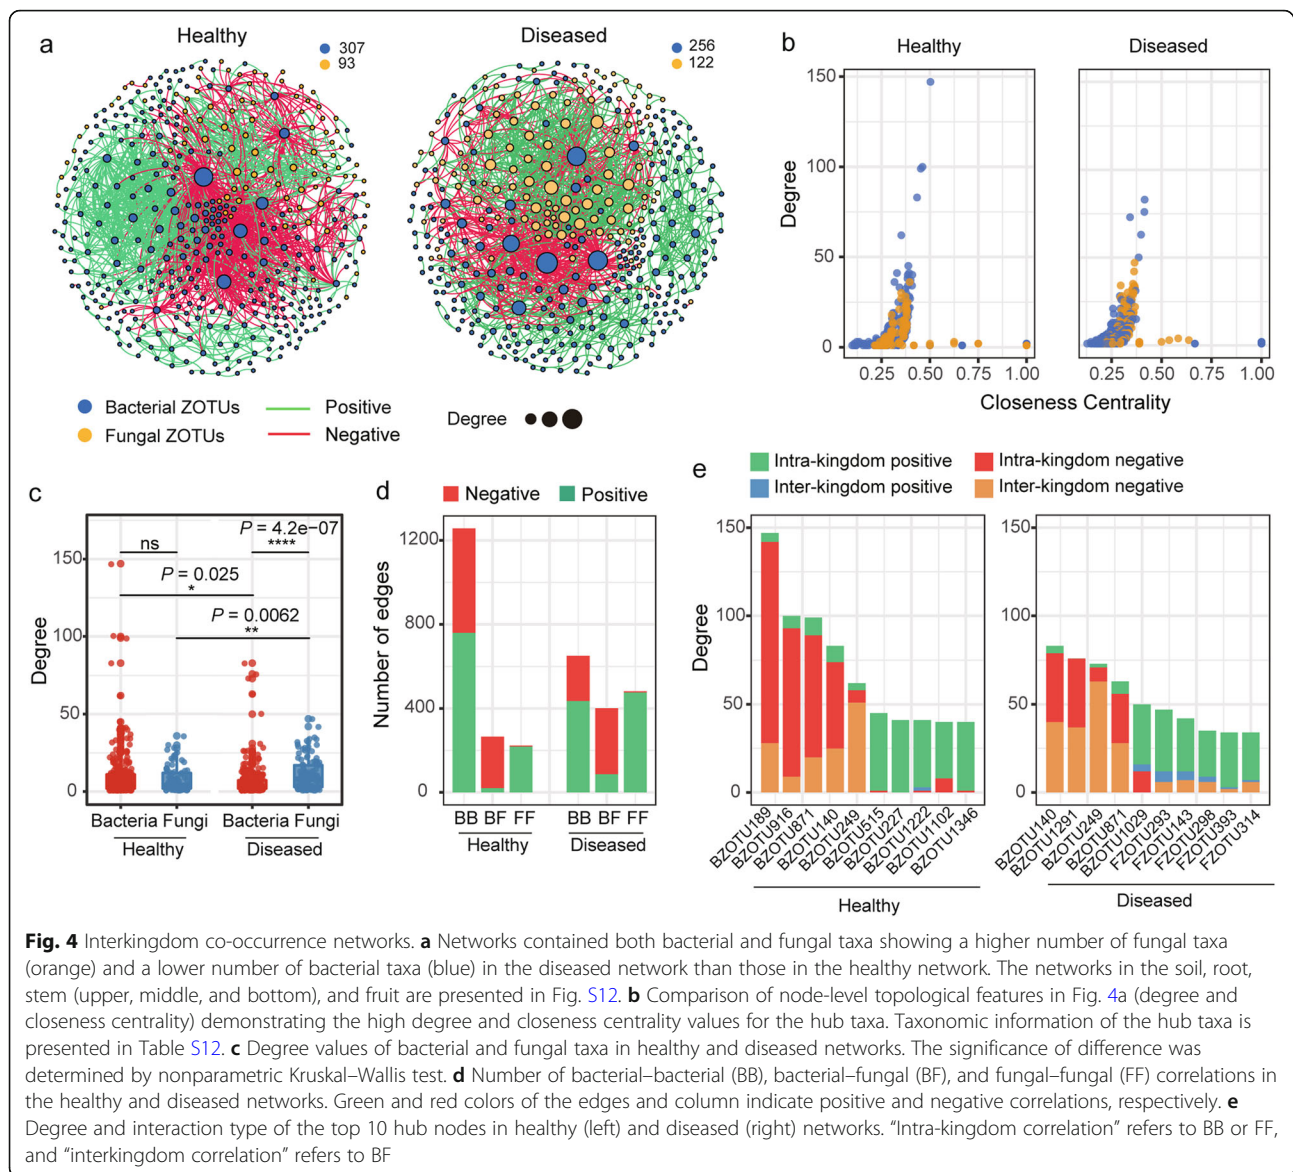 a
Healthy
307
93
Diseased
256
122
Bacterial ZOTUs
Positive
Fungal ZOTUs
Negative
Degree
b
Healthy
Diseased
Degree
150
100
50
0
0.25 0.50 0.75 1.00
0.25 0.50 0.75 1.00
Closeness Centrality
c
P = 4.2e−07
ns
****
P = 0.025
*
P = 0.0062
**
Degree
150
100
50
0
Bacteria Fungi Bacteria Fungi
Healthy
Diseased
d
Negative
Positive
Number of edges
1200
800
400
0
BB BF FF
BB BF FF
Healthy
Diseased
e
Intra-kingdom positive
Intra-kingdom negative
Inter-kingdom positive
Inter-kingdom negative
Degree
150
100
50
0
BZOTU189
BZOTU916
BZOTU871
BZOTU140
BZOTU249
BZOTU515
BZOTU227
BZOTU1222
BZOTU1102
BZOTU1346
Healthy
150
100
50
0
BZOTU140
BZOTU1291
BZOTU249
BZOTU871
BZOTU1029
FZOTU293
FZOTU143
FZOTU298
FZOTU393
FZOTU314
Diseased
Fig. 4 Interkingdom co-occurrence networks. a Networks contained both bacterial and fungal taxa showing a higher number of fungal taxa
(orange) and a lower number of bacterial taxa (blue) in the diseased network than those in the healthy network. The networks in the soil, root,
stem (upper, middle, and bottom), and fruit are presented in Fig. S12. b Comparison of node-level topological features in Fig. 4a (degree and
closeness centrality) demonstrating the high degree and closeness centrality values for the hub taxa. Taxonomic information of the hub taxa is
presented in Table S12. c Degree values of bacterial and fungal taxa in healthy and diseased networks. The significance of difference was
determined by nonparametric Kruskal–Wallis test. d Number of bacterial–bacterial (BB), bacterial–fungal (BF), and fungal–fungal (FF) correlations in
the healthy and diseased networks. Green and red colors of the edges and column indicate positive and negative correlations, respectively. e
Degree and interaction type of the top 10 hub nodes in healthy (left) and diseased (right) networks. “Intra-kingdom correlation” refers to BB or FF,
and “interkingdom correlation” refers to BF